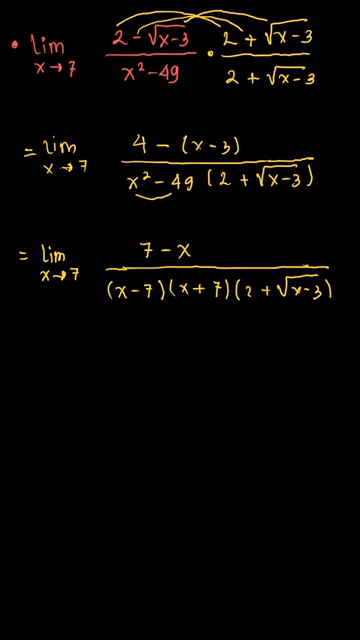 • lim x→7 (2 - √(x-3))/(x² - 49) • (2 + √(x-3))/(2 + √(x-3))
= lim x→7 (4 - (x-3))/(x² - 49 (2 + √(x-3)))
= lim x→7 (7 - x)/((x-7)(x+7)(2 + √(x-3)))